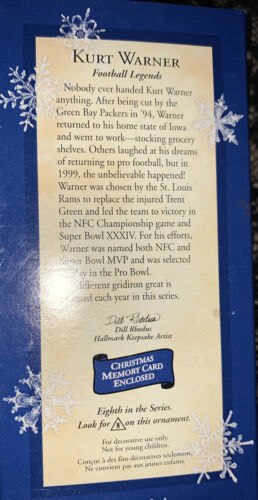 KURT WARNER
Football Legends
Nobody ever handed Kurt Warner
anything. After being cut by the
Green Bay Packers in '94, Warner
returned to his home state of Iowa
and went to work—stocking grocery
shelves. Others laughed at his dreams
of returning to pro football, but in
1999, the unbelievable happened!
Warner was chosen by the St. Louis
Rams to replace the injured Trent
Green and led the team to victory in
the NFC Championship game and
Super Bowl XXXIV. For his efforts,
Warner was named both NFC and
Super Bowl MVP and was selected
in the Pro Bowl.
different gridiron great is
each year in this series.
Dill Rhodus
Dill Rhodus
Hallmark Keepsake Artist
CHRISTMAS
MEMORY CARD
ENCLOSED
Eighth in the Series.
Look for 8 on this ornament.
For decorative use only.
Not for young children.
Conçue à des fins décoratives seulement.
Ne convient pas aux jeunes enfants.